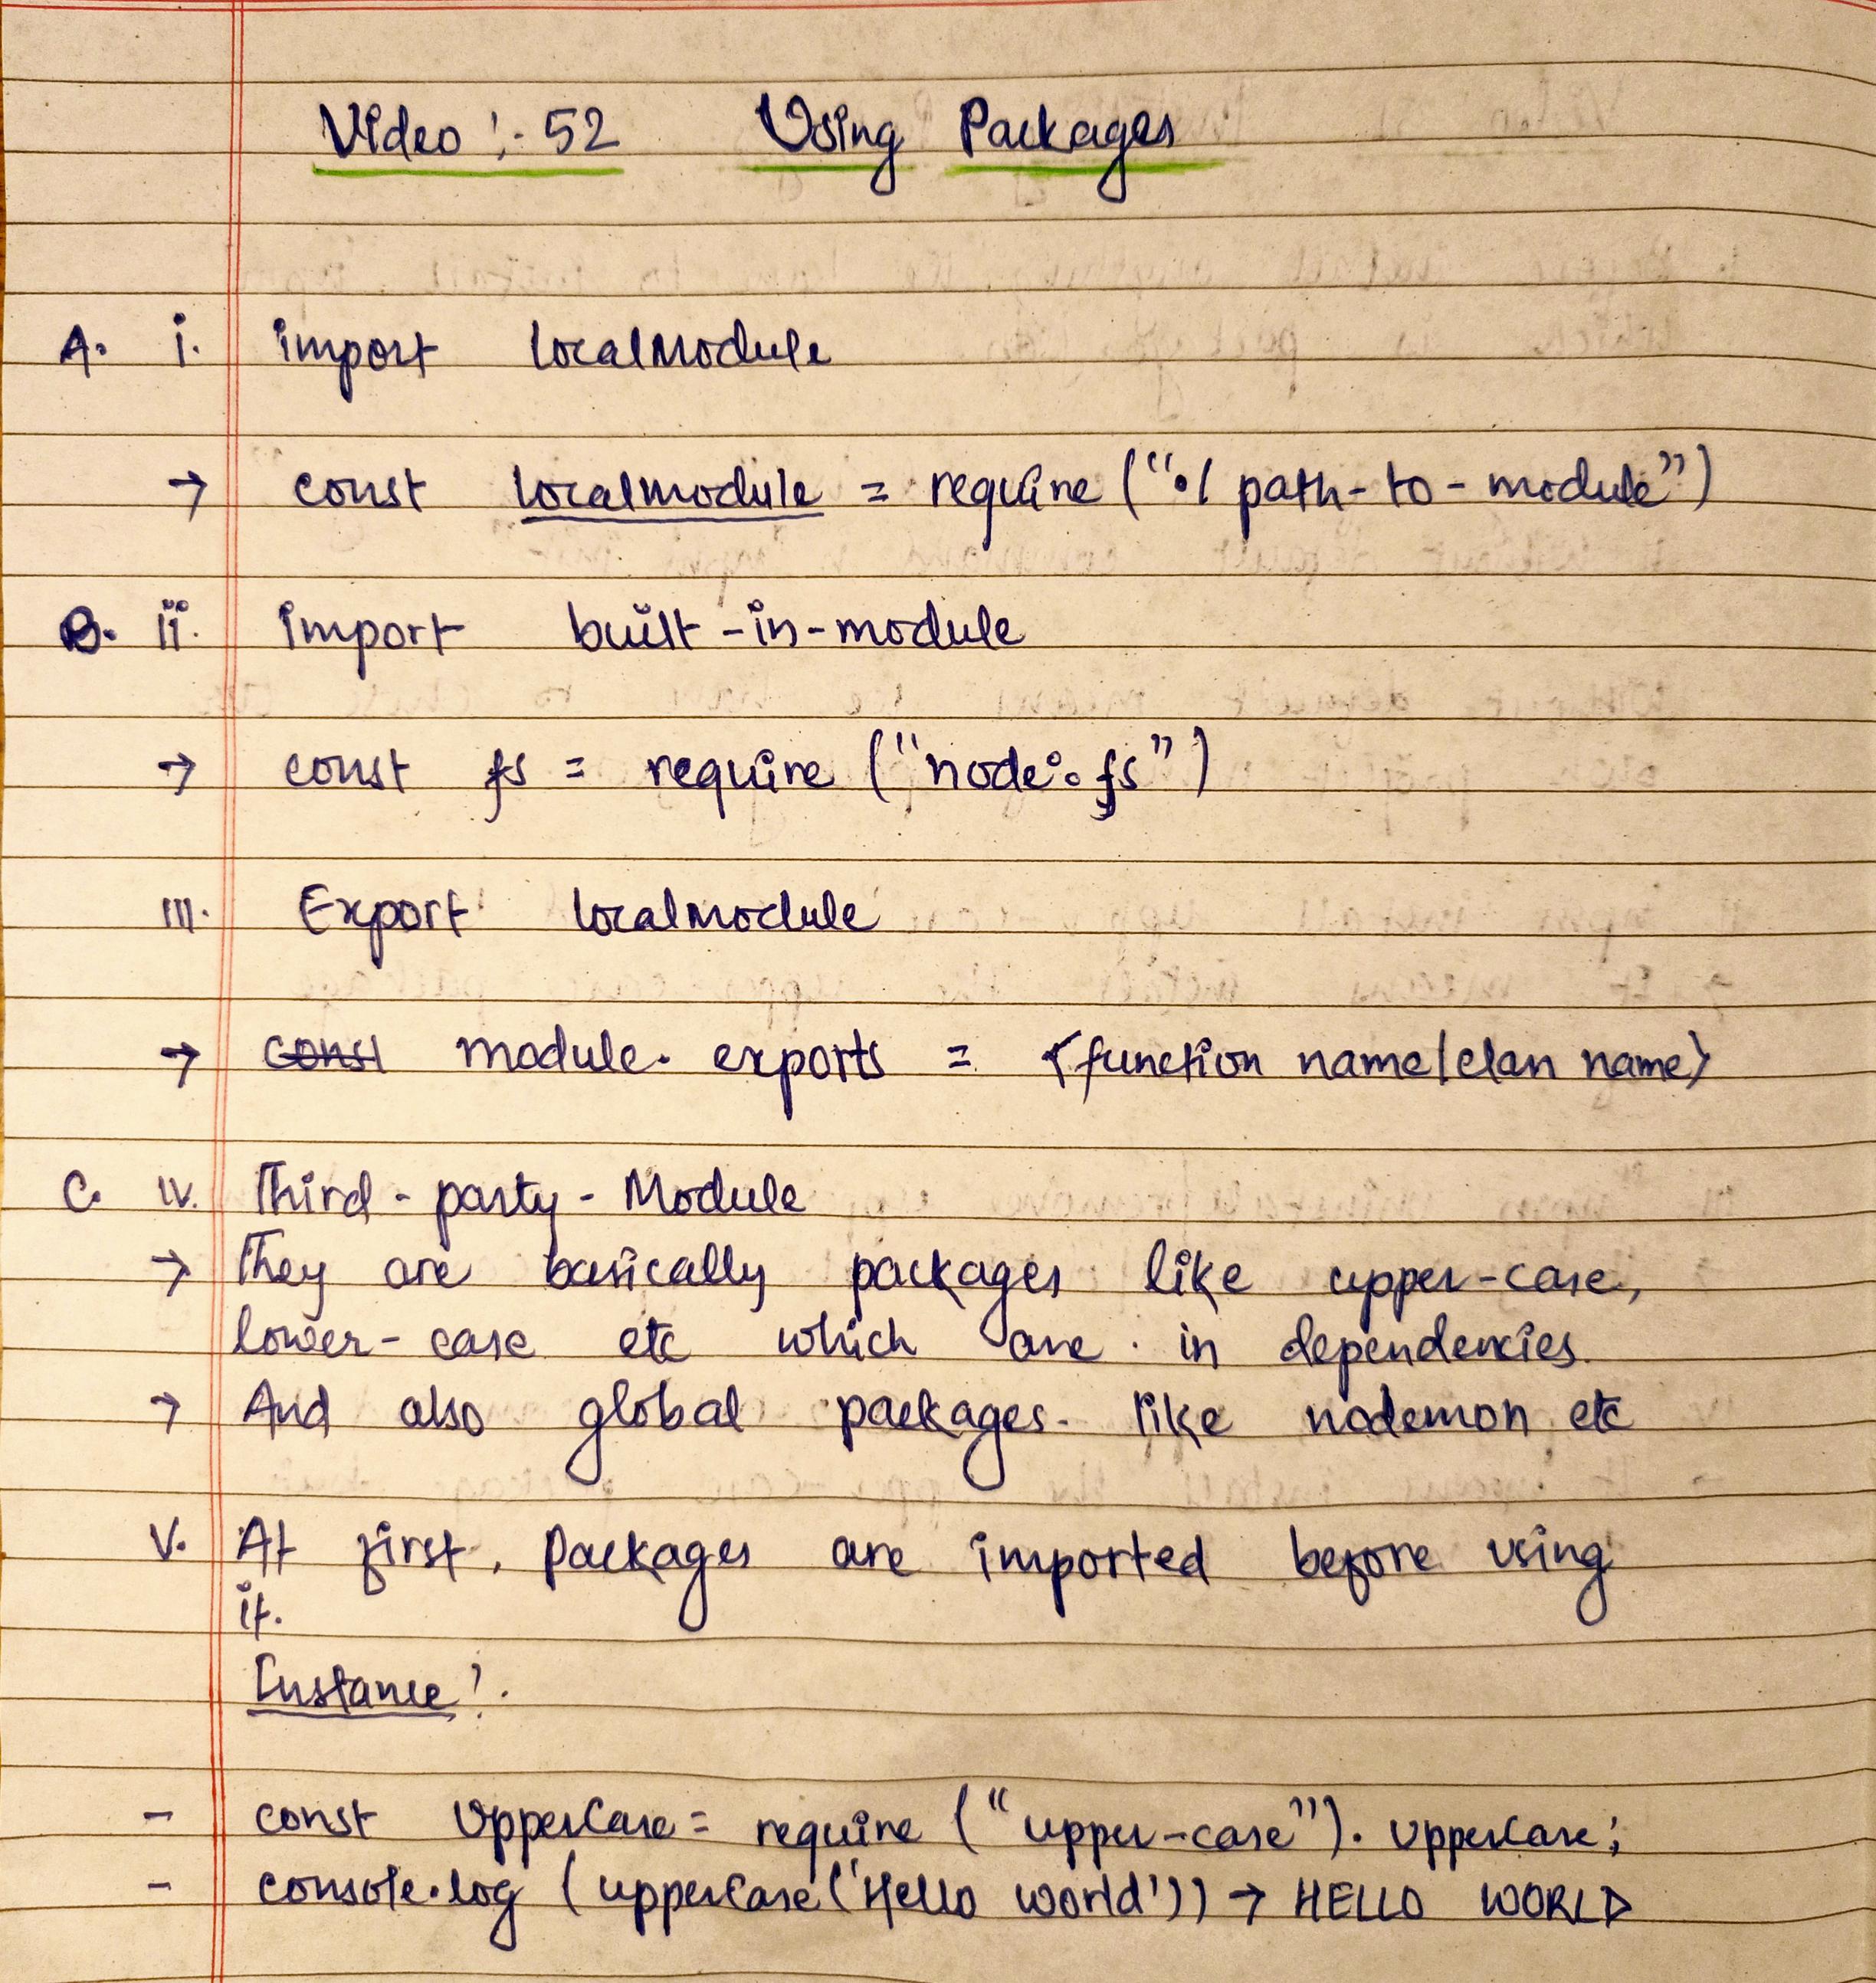 Video :- 52 Using Packages
A. i. import localModule
→ const localmodule = require ("./ path-to-module")
B. ii. import built-in-module
→ const fs = require ("node:fs")
iii. Export localmodule
→ const module. exports = {function name/class name}
C. iv. Third-party-Module
→ They are basically packages like upper-case,
lower-case etc which are in dependencies.
→ And also global packages. like nodemon etc
V. At first, Packages are imported before using
it.
Instance :-
- const UpperCase = require ("upper-case"). UpperCase;
- console.log (upperCase('Hello world')) → HELLO WORLD